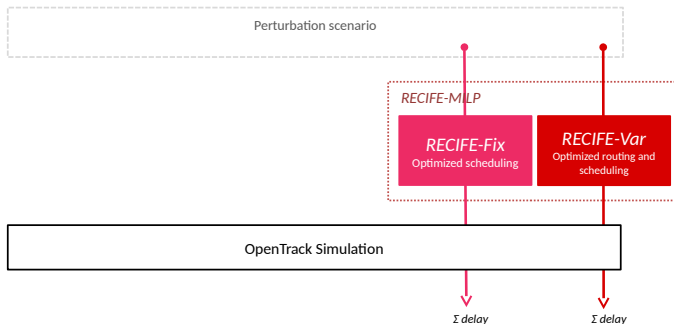 Perturbation scenario
RECIFE-MILP
RECIFE-Fix
Optimized scheduling
RECIFE-Var
Optimized routing and
scheduling
OpenTrack Simulation
Σ delay
Σ delay